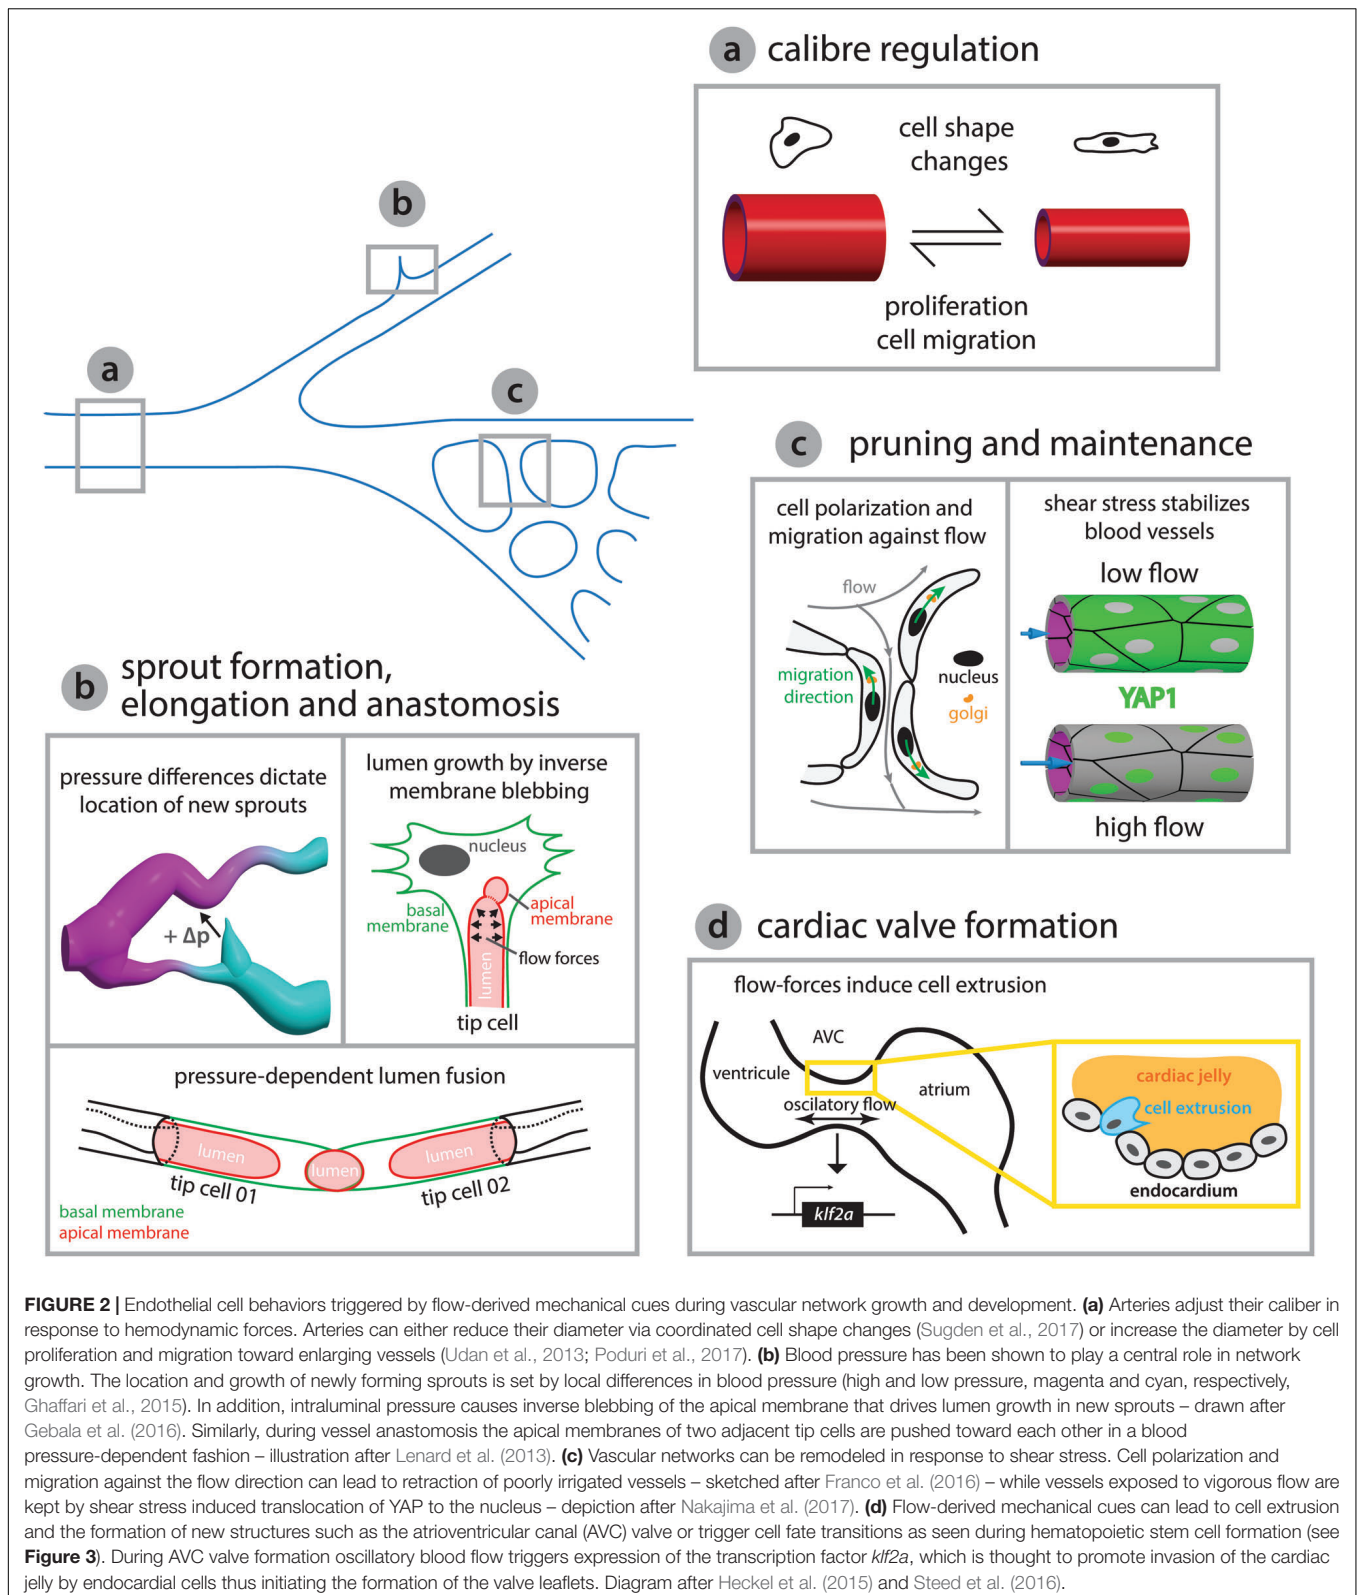 a calibre regulation
cell shape
changes
proliferation
cell migration
b
a
c
c pruning and maintenance
cell polarization and
migration against flow
flow
migration
direction
nucleus
golgi
shear stress stabilizes
blood vessels
low flow
YAP1
high flow
b sprout formation,
elongation and anastomosis
pressure differences dictate
location of new sprouts
+ Δp
lumen growth by inverse
membrane blebbing
nucleus
basal
membrane
apical
membrane
flow forces
lumen
tip cell
pressure-dependent lumen fusion
lumen
lumen
lumen
tip cell 01
tip cell 02
basal membrane
apical membrane
d cardiac valve formation
flow-forces induce cell extrusion
AVC
ventricule
atrium
oscilatory flow
klf2a
cardiac jelly
cell extrusion
endocardium
FIGURE 2 | Endothelial cell behaviors triggered by flow-derived mechanical cues during vascular network growth and development. (a) Arteries adjust their caliber in
response to hemodynamic forces. Arteries can either reduce their diameter via coordinated cell shape changes (Sugden et al., 2017) or increase the diameter by cell
proliferation and migration toward enlarging vessels (Udan et al., 2013; Poduri et al., 2017). (b) Blood pressure has been shown to play a central role in network
growth. The location and growth of newly forming sprouts is set by local differences in blood pressure (high and low pressure, magenta and cyan, respectively,
Ghaffari et al., 2015). In addition, intraluminal pressure causes inverse blebbing of the apical membrane that drives lumen growth in new sprouts – drawn after
Gebala et al. (2016). Similarly, during vessel anastomosis the apical membranes of two adjacent tip cells are pushed toward each other in a blood
pressure-dependent fashion – illustration after Lenard et al. (2013). (c) Vascular networks can be remodeled in response to shear stress. Cell polarization and
migration against the flow direction can lead to retraction of poorly irrigated vessels – sketched after Franco et al. (2016) – while vessels exposed to vigorous flow are
kept by shear stress induced translocation of YAP to the nucleus – depiction after Nakajima et al. (2017). (d) Flow-derived mechanical cues can lead to cell extrusion
and the formation of new structures such as the atrioventricular canal (AVC) valve or trigger cell fate transitions as seen during hematopoietic stem cell formation (see
Figure 3). During AVC valve formation oscillatory blood flow triggers expression of the transcription factor klf2a, which is thought to promote invasion of the cardiac
jelly by endocardial cells thus initiating the formation of the valve leaflets. Diagram after Heckel et al. (2015) and Steed et al. (2016).